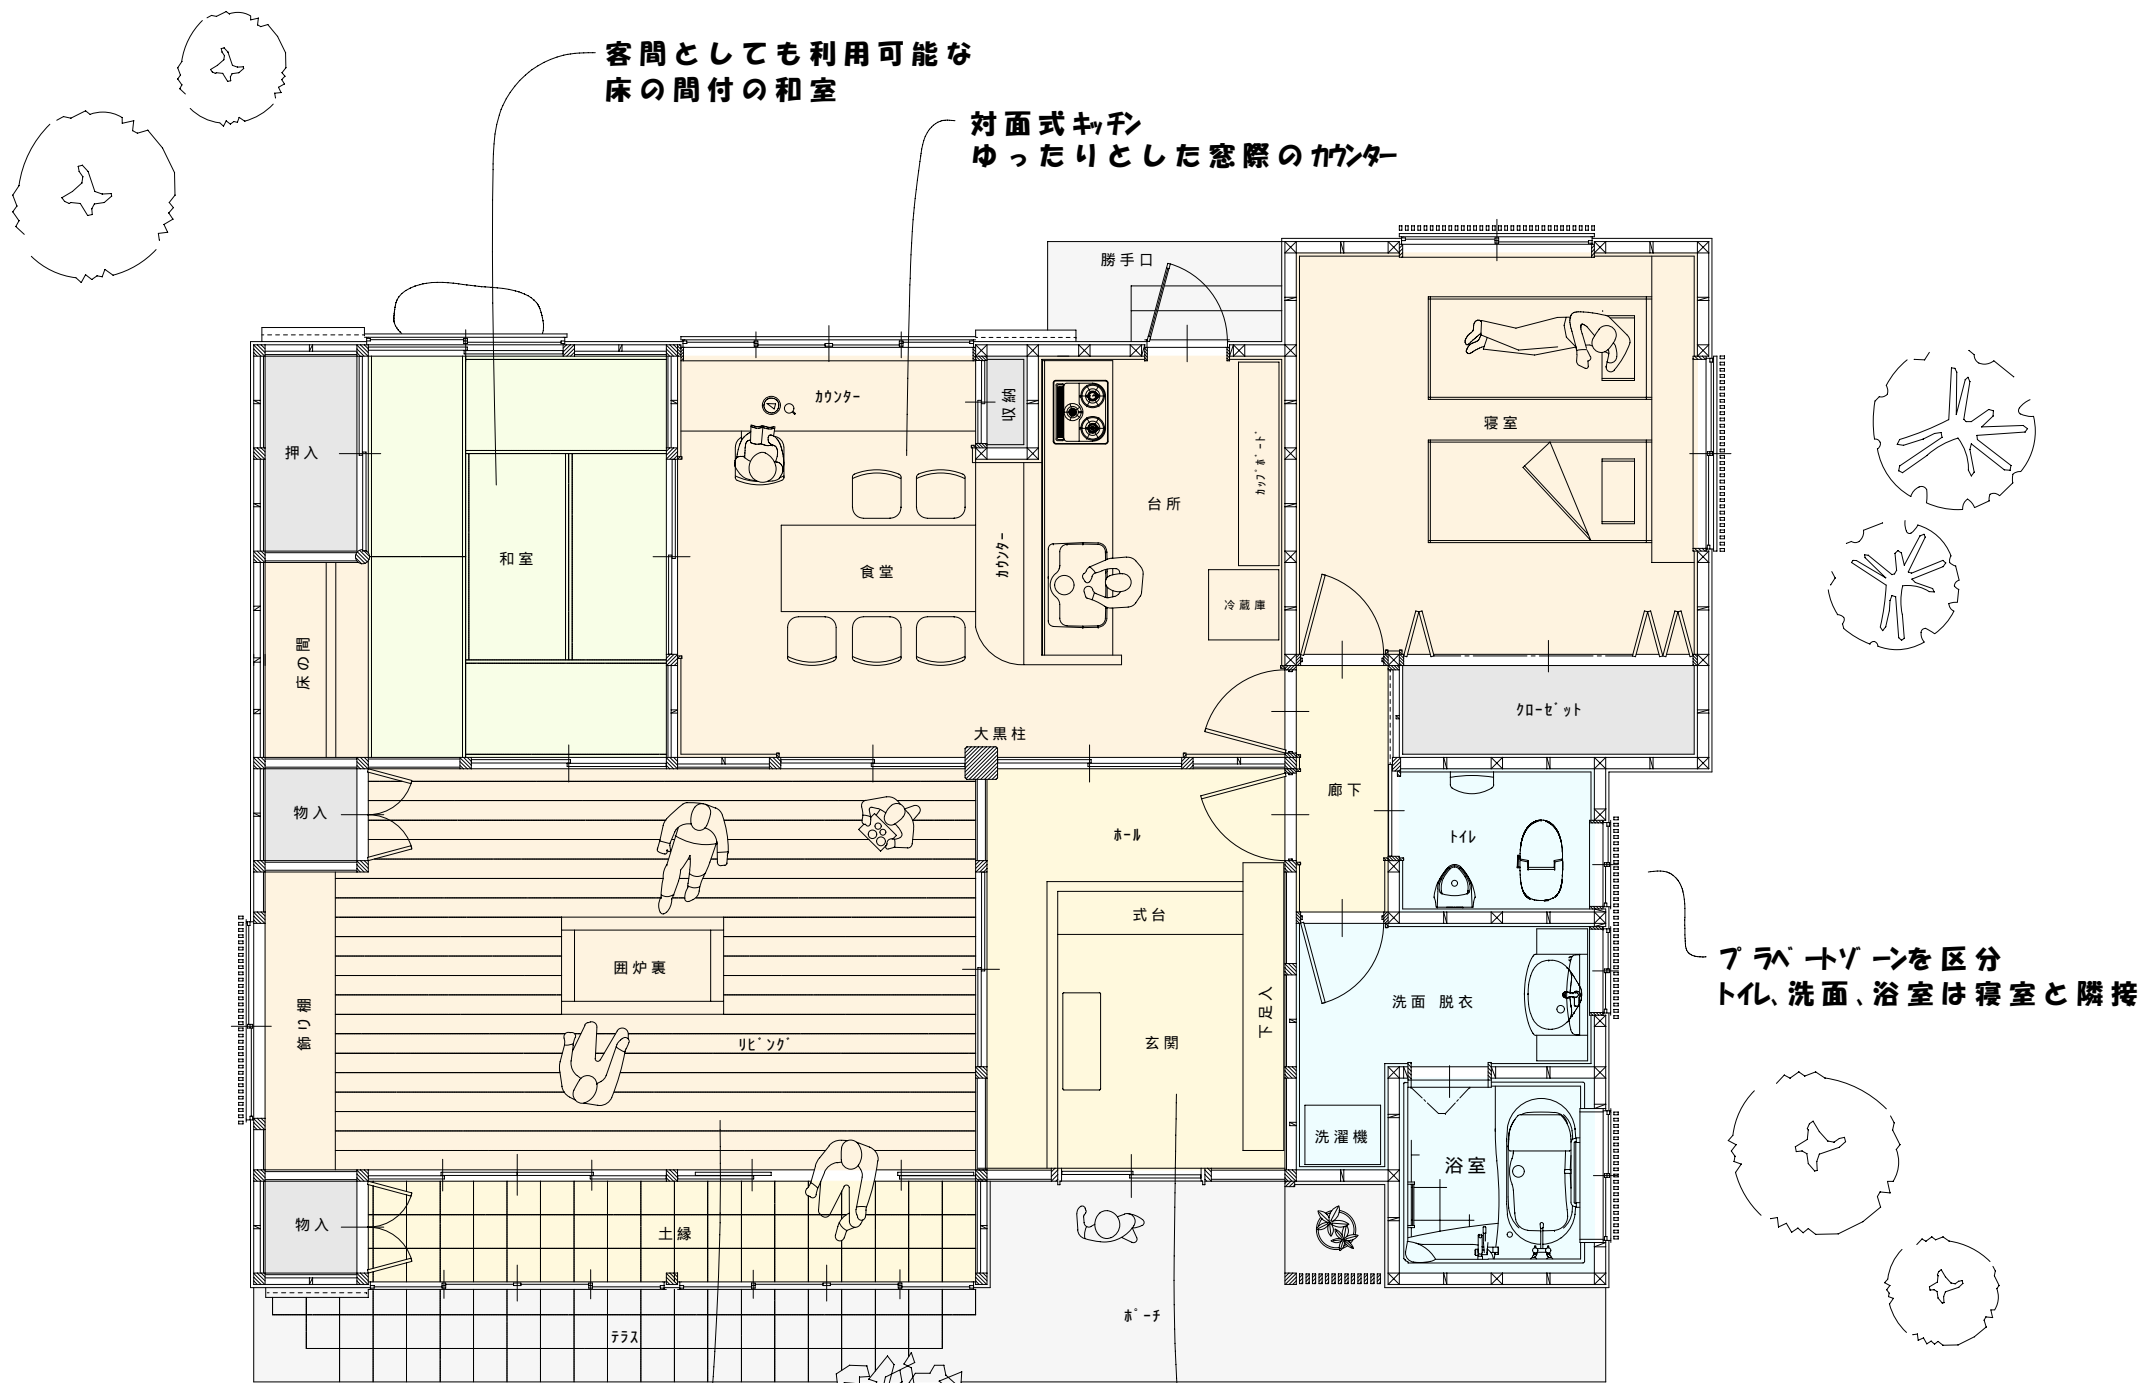 客間としても利用可能な
床の間付の和室
対面式ｷｯﾁﾝ
ゆったりとした窓際のｶｳﾝﾀｰ
勝手口
ｶｳﾝﾀｰ
収納
押入
寝室
ｶｯﾌﾟﾎﾞｰﾄﾞ
台所
和室
食堂
ｶｳﾝﾀｰ
冷蔵庫
床の間
大黒柱
ｸﾛｰｾﾞｯﾄ
廊下
物入
ﾎｰﾙ
ﾄｲﾚ
式台
囲炉裏
ﾌﾟﾗﾍﾞｰﾄｿﾞｰﾝを区分
ﾄｲﾚ、洗面、浴室は寝室と隣接
洗面 脱衣
下足入
飾り棚
ﾘﾋﾞﾝｸﾞ
玄関
洗濯機
浴室
物入
土縁
ﾎﾟｰﾁ
ﾃﾗｽ